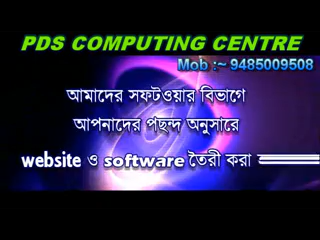 PDS COMPUTING CENTRE
Mob :~ 9485009508
আমাদের সফটওয়ার বিভাগে
আপনাদের পছন্দ অনুসারে
website ও software তৈরী করা